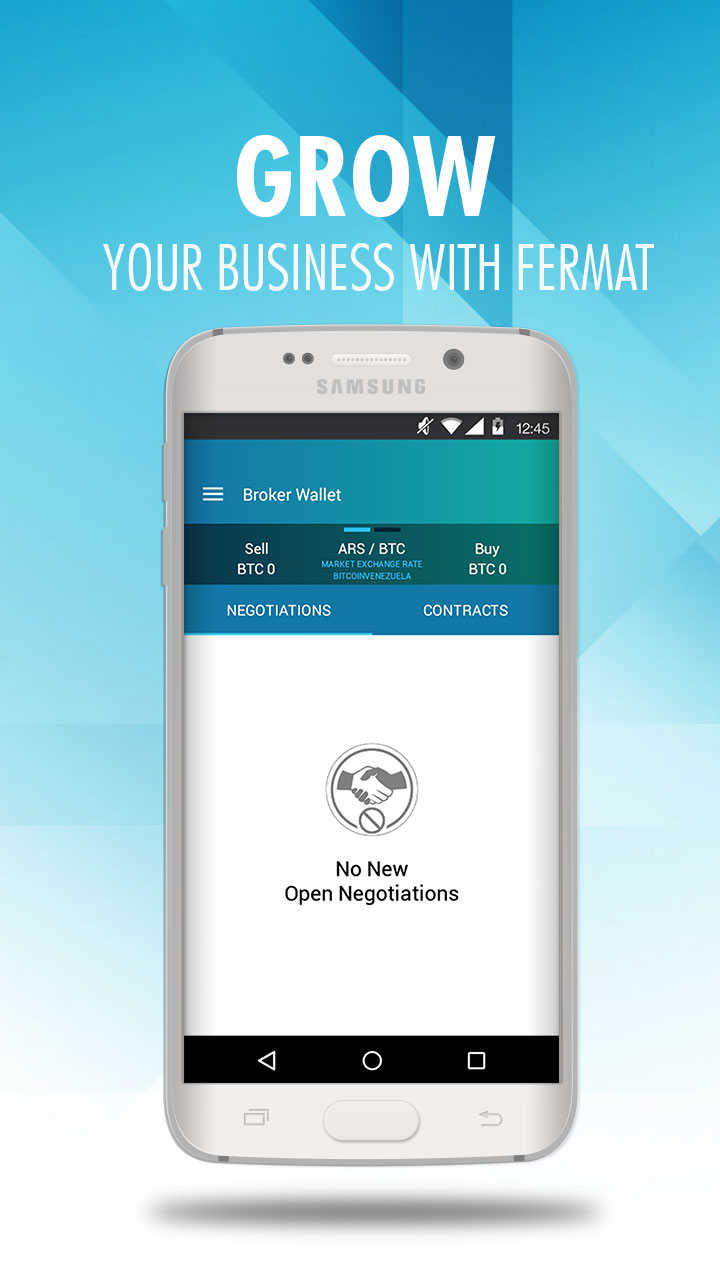 GROW
YOUR BUSINESS WITH FERMAT
SAMSUNG
12:45
Broker Wallet
Sell
BTC 0
ARS / BTC
MARKET EXCHANGE RATE
BITCOINVENEZUELA
Buy
BTC 0
NEGOTIATIONS
CONTRACTS
No New
Open Negotiations